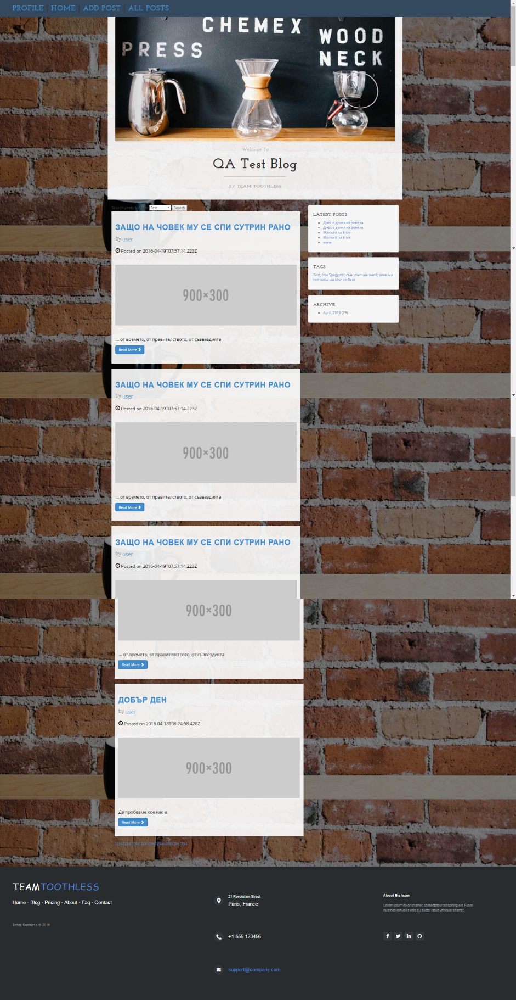 PROFILE | HOME | ADD POST | ALL POSTS
CHEMEX
PRESS
WOOD
NECK
Welcome To
QA Test Blog
BY TEAM TOOTHLESS
Search posts Test, Search
ЗАЩО НА ЧОВЕК МУ СЕ СПИ СУТРИН РАНО
by user
Posted on 2016-04-19T07:57:14.223Z
900×300
... от времето, от правителството, от съзвездията
Read More
LATEST POSTS
Днес е денят на земята
Днес е денят на земята
Mamuni na kloni
Mamuni na kloni
www
TAGS
Test, спи Spaggetti; сън, mamuni змия; земя ми
test www ми klon се Beer
ARCHIVE
April, 2016 (15)
ЗАЩО НА ЧОВЕК МУ СЕ СПИ СУТРИН РАНО
by user
Posted on 2016-04-19T07:57:14.223Z
900×300
... от времето, от правителството, от съзвездията
Read More
ЗАЩО НА ЧОВЕК МУ СЕ СПИ СУТРИН РАНО
by user
Posted on 2016-04-19T07:57:14.223Z
900×300
... от времето, от правителството, от съзвездията
Read More
ДОБЪР ДЕН
by user
Posted on 2016-04-18T08:24:58.426Z
900×300
Да пробваме кое как е.
Read More
TEAMTOOTHLESS
Home · Blog · Pricing · About · Faq · Contact
Team Toothless © 2016
21 Revolution Street
Paris, France
+1 555 123456
support@company.com
About the team
Lorem ipsum dolor sit amet, consectateur adispicing elit. Fusce
euismod convallis velit, eu auctor lacus vehicula sit amet.